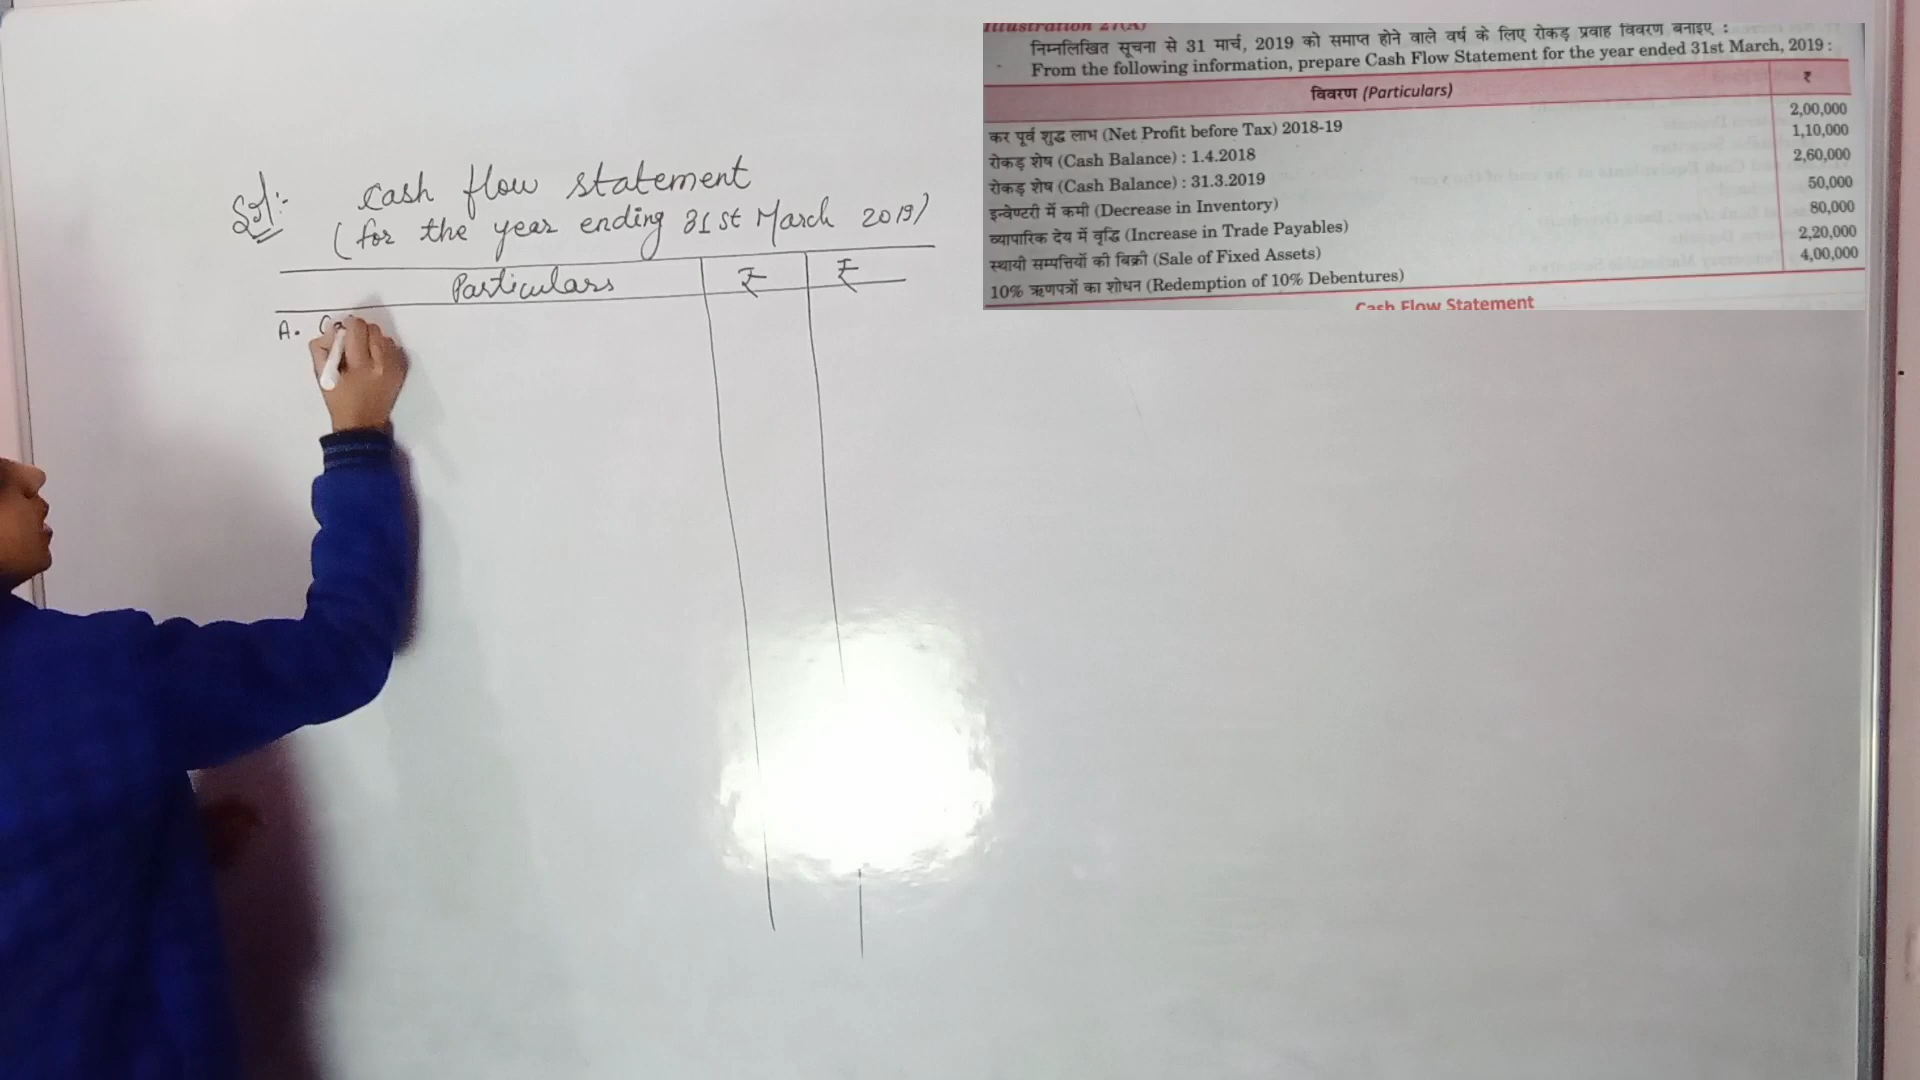 Sol:-
Cash flow statement
(for the year ending 31st March 2019)
Particulars ₹ ₹
A. Ca
Illustration 27(A)
निम्नलिखित सूचना से 31 मार्च, 2019 को समाप्त होने वाले वर्ष के लिए रोकड़ प्रवाह विवरण बनाइए :
From the following information, prepare Cash Flow Statement for the year ended 31st March, 2019 :
विवरण (Particulars) ₹
कर पूर्व शुद्ध लाभ (Net Profit before Tax) 2018-19 2,00,000
रोकड़ शेष (Cash Balance) : 1.4.2018 1,10,000
रोकड़ शेष (Cash Balance) : 31.3.2019 2,60,000
इन्वेण्टरी में कमी (Decrease in Inventory) 50,000
व्यापारिक देय में वृद्धि (Increase in Trade Payables) 80,000
स्थायी सम्पत्तियों की बिक्री (Sale of Fixed Assets) 2,20,000
10% ऋणपत्रों का शोधन (Redemption of 10% Debentures) 4,00,000
Cash Flow Statement